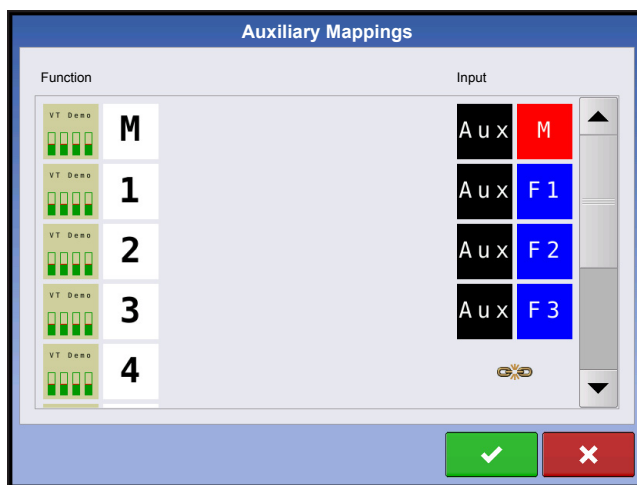 Auxiliary Mappings
Function Input
VT Demo M Aux M
VT Demo 1 Aux F1
VT Demo 2 Aux F2
VT Demo 3 Aux F3
VT Demo 4